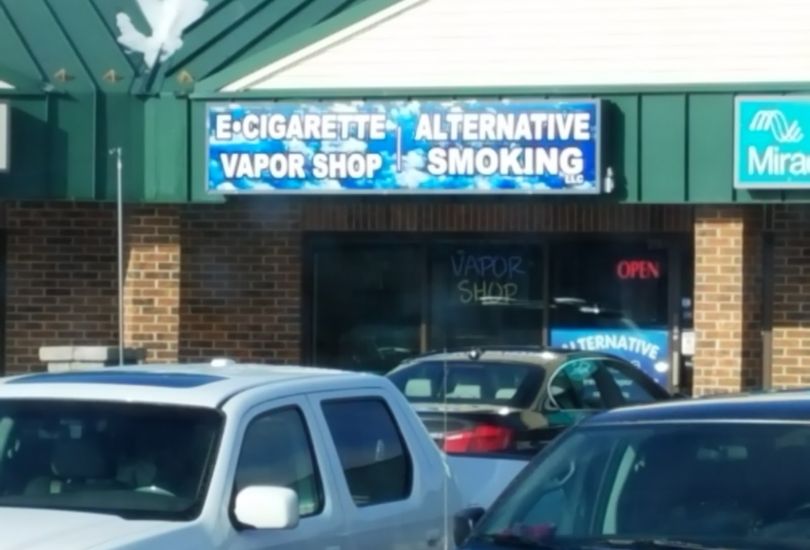 E•CIGARETTE
VAPOR SHOP
ALTERNATIVE
SMOKING
LLC
VAPOR
SHOP
OPEN
ALTERNATIVE